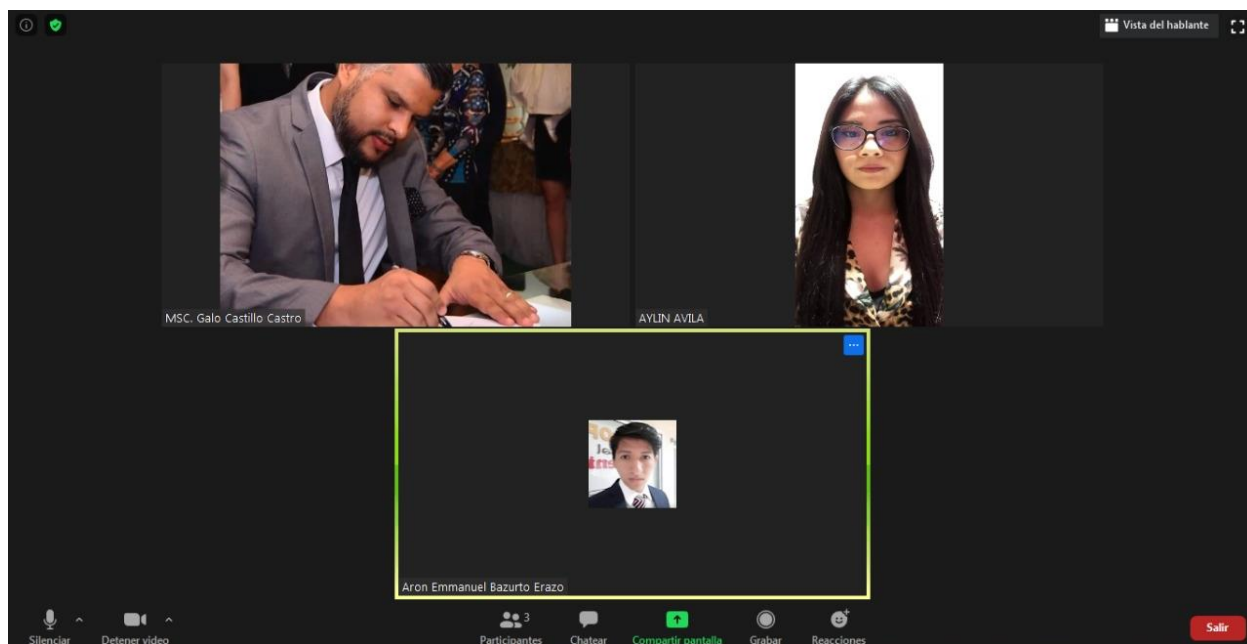 Vista del hablante
MSC. Galo Castillo Castro
AYLIN AVILA
...
Aron Emmanuel Bazurto Erazo
Silenciar
Detener video
3
Participantes
Chatear
Compartir pantalla
Grabar
Reacciones
Salir